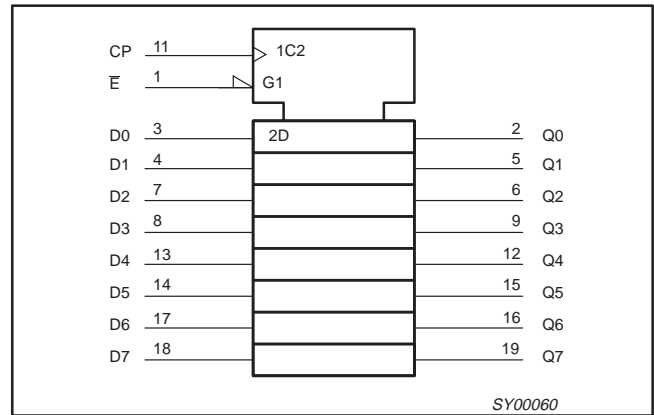 CP 11 1C2
E̅ 1 G1
D0 3 2D 2 Q0
D1 4 5 Q1
D2 7 6 Q2
D3 8 9 Q3
D4 13 12 Q4
D5 14 15 Q5
D6 17 16 Q6
D7 18 19 Q7
SY00060